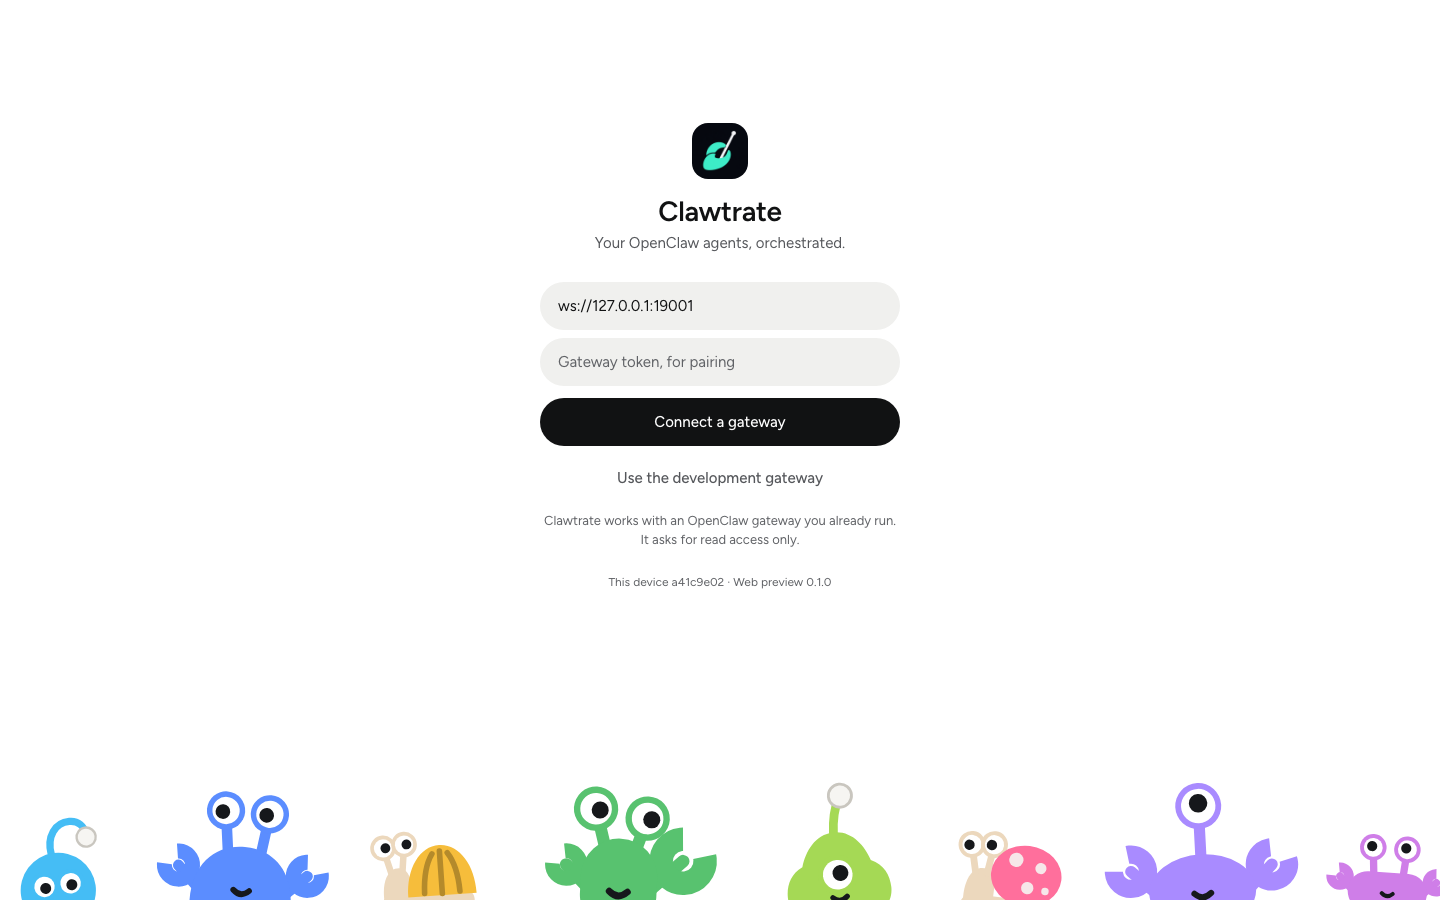 Clawtrate
Your OpenClaw agents, orchestrated.
ws://127.0.0.1:19001
Gateway token, for pairing
Connect a gateway
Use the development gateway
Clawtrate works with an OpenClaw gateway you already run.
It asks for read access only.
This device a41c9e02 · Web preview 0.1.0